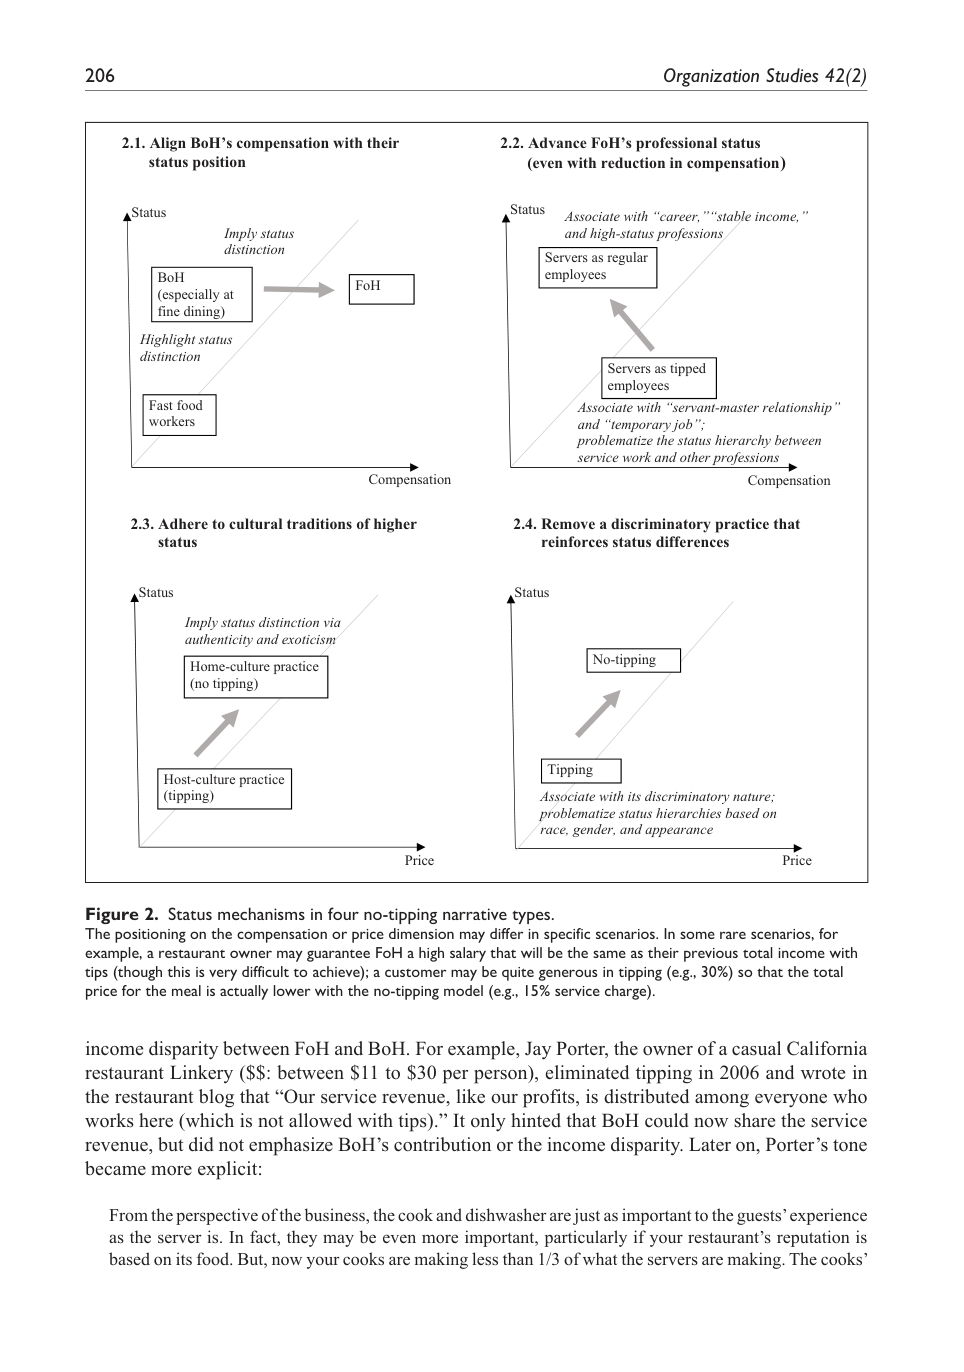 206
Organization Studies 42(2)
2.1. Align BoH’s compensation with their
status position
Status
Imply status
distinction
BoH
(especially at
fine dining)
FoH
Highlight status
distinction
Fast food
workers
Compensation
2.2. Advance FoH’s professional status
(even with reduction in compensation)
Status
Associate with “career,”“stable income,”
and high-status professions
Servers as regular
employees
Servers as tipped
employees
Associate with “servant-master relationship”
and “temporary job”;
problematize the status hierarchy between
service work and other professions
Compensation
2.3. Adhere to cultural traditions of higher
status
Status
Imply status distinction via
authenticity and exoticism
Home-culture practice
(no tipping)
Host-culture practice
(tipping)
Price
2.4. Remove a discriminatory practice that
reinforces status differences
Status
No-tipping
Tipping
Associate with its discriminatory nature;
problematize status hierarchies based on
race, gender, and appearance
Price
Figure 2. Status mechanisms in four no-tipping narrative types.
The positioning on the compensation or price dimension may differ in specific scenarios. In some rare scenarios, for
example, a restaurant owner may guarantee FoH a high salary that will be the same as their previous total income with
tips (though this is very difficult to achieve); a customer may be quite generous in tipping (e.g., 30%) so that the total
price for the meal is actually lower with the no-tipping model (e.g., 15% service charge).
income disparity between FoH and BoH. For example, Jay Porter, the owner of a casual California
restaurant Linkery ($$: between $11 to $30 per person), eliminated tipping in 2006 and wrote in
the restaurant blog that “Our service revenue, like our profits, is distributed among everyone who
works here (which is not allowed with tips).” It only hinted that BoH could now share the service
revenue, but did not emphasize BoH’s contribution or the income disparity. Later on, Porter’s tone
became more explicit:
From the perspective of the business, the cook and dishwasher are just as important to the guests’ experience
as the server is. In fact, they may be even more important, particularly if your restaurant’s reputation is
based on its food. But, now your cooks are making less than 1/3 of what the servers are making. The cooks’